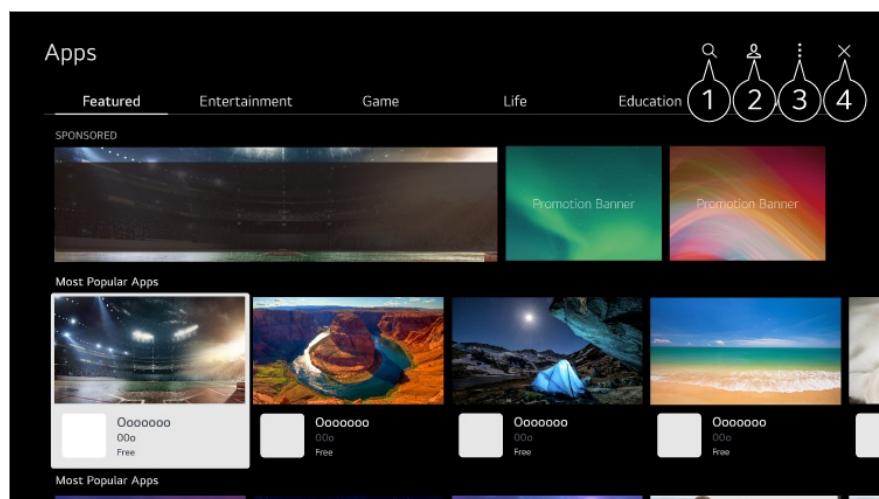 Apps
Featured Entertainment Game Life Education
1 2 3 4
SPONSORED
Promotion Banner Promotion Banner
Most Popular Apps
Ooooooo Ooooooo Ooooooo Ooooooo
00o 00o 00o 00o
Free Free Free Free
Most Popular Apps